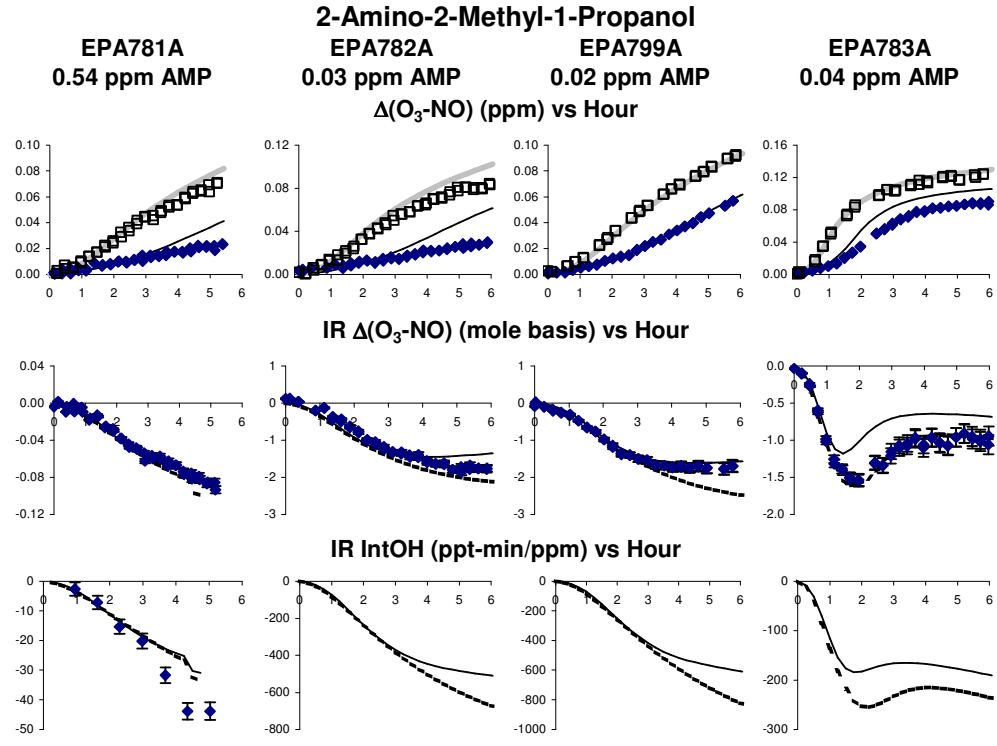 2-Amino-2-Methyl-1-Propanol
EPA781A EPA782A EPA799A EPA783A
0.54 ppm AMP 0.03 ppm AMP 0.02 ppm AMP 0.04 ppm AMP
Δ(O₃-NO) (ppm) vs Hour
0.10 0.12 0.10 0.16
0.08 0.08
0.08 0.12
0.06 0.06
0.08
0.04 0.04 0.04
0.02 0.02 0.04
0.00 0.00 0.00 0.00
0 1 2 3 4 5 6 0 1 2 3 4 5 6 0 1 2 3 4 5 6 0 1 2 3 4 5 6
IR Δ(O₃-NO) (mole basis) vs Hour
0.04 1 1 0.0
0 1 2 3 4 5 6
0.00 0 0 -0.5
0 1 2 3 4 5 6 0 1 2 3 4 5 6 0 1 2 3 4 5 6
-0.04 -1 -1 -1.0
-0.08 -2 -2 -1.5
-0.12 -3 -3 -2.0
IR IntOH (ppt-min/ppm) vs Hour
0 0 0 0
0 1 2 3 4 5 6 0 1 2 3 4 5 6 0 1 2 3 4 5 6 0 1 2 3 4 5 6
-10 -200 -200
-20 -400 -400 -100
-30 -600 -200
-40 -600 -800
-50 -800 -1000 -300